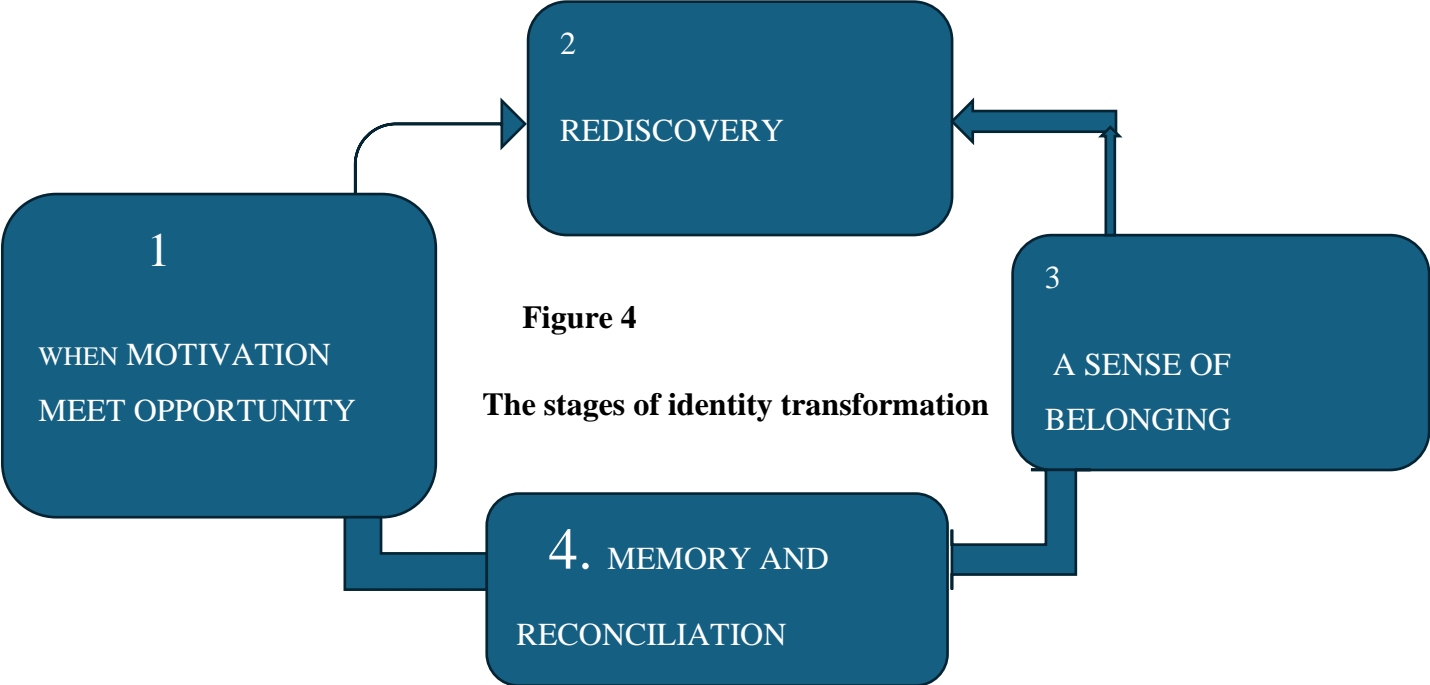 2
REDISCOVERY
1
WHEN MOTIVATION
MEET OPPORTUNITY
Figure 4
The stages of identity transformation
3
A SENSE OF
BELONGING
4. MEMORY AND
RECONCILIATION